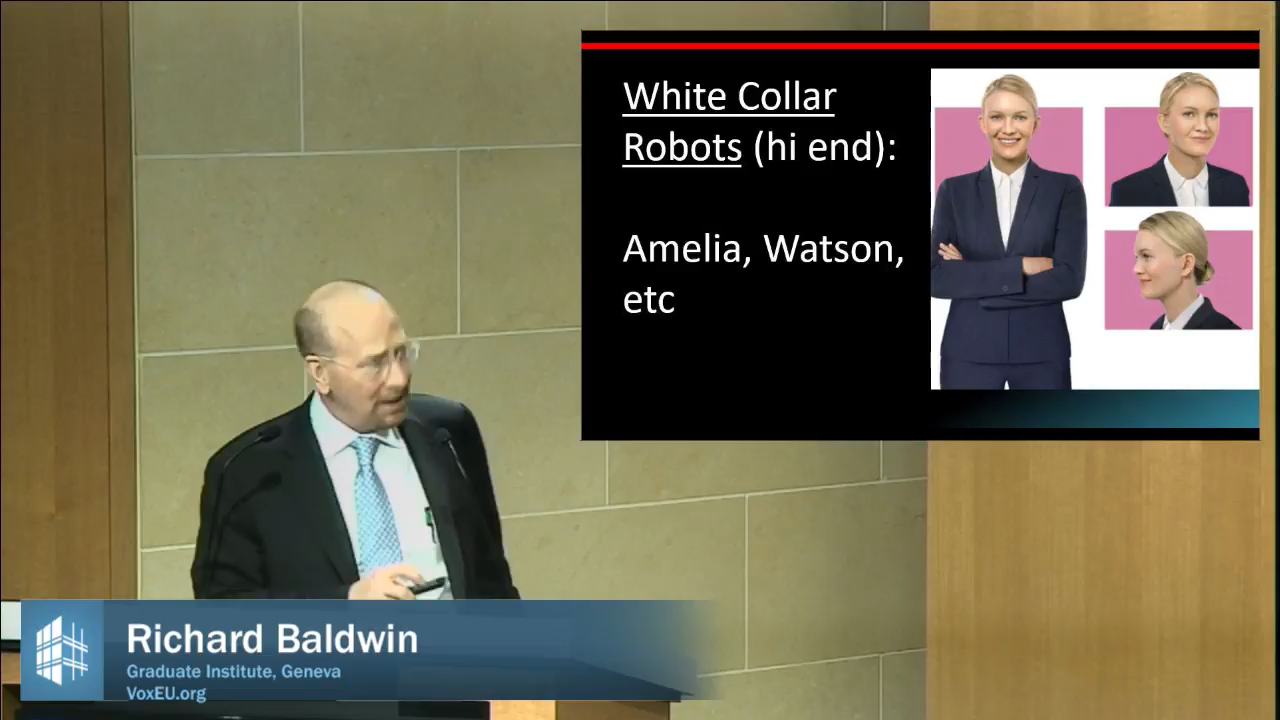 White Collar
Robots (hi end):
Amelia, Watson,
etc
Richard Baldwin
Graduate Institute, Geneva
VoxEU.org